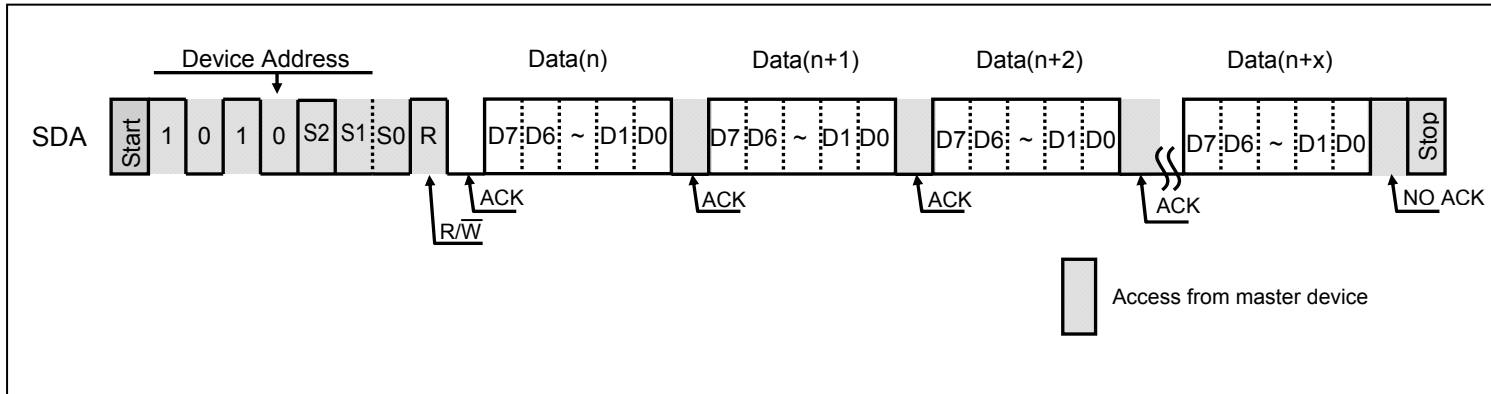 Device Address
Data(n)
Data(n+1)
Data(n+2)
Data(n+x)
SDA
Start 1 0 1 0 S2 S1 S0 R D7 D6 ~ D1 D0 D7 D6 ~ D1 D0 D7 D6 ~ D1 D0 D7 D6 ~ D1 D0 Stop
ACK
ACK
ACK
ACK
NO ACK
R/W̅
Access from master device